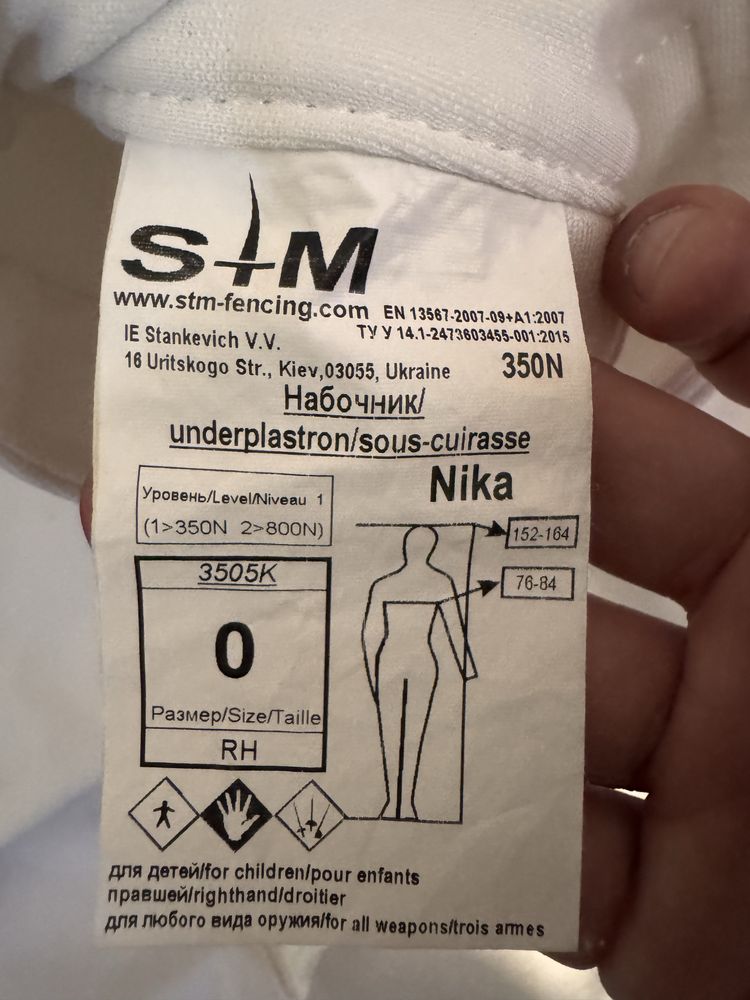 STM
www.stm-fencing.com EN 13567-2007-09+A1:2007
IE Stankevich V.V. ТУ У 14.1-2473603455-001:2015
16 Uritskogo Str., Kiev,03055, Ukraine 350N
Набочник/
underplastron/sous-cuirasse
Nika
Уровень/Level/Niveau 1
(1>350N 2>800N)
152-164
76-84
3505K
0
Размер/Size/Taille
RH
для детей/for children/pour enfants
правшей/righthand/droitier
для любого вида оружия/for all weapons/trois armes